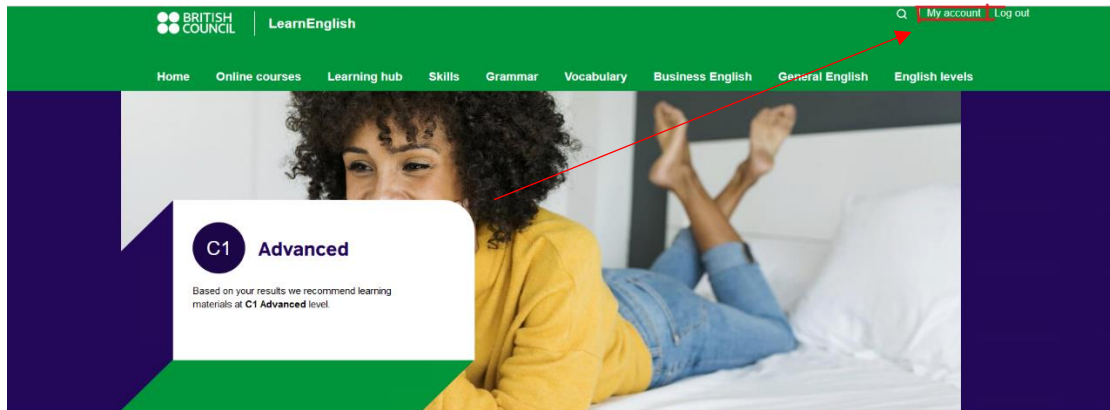 BRITISH
COUNCIL
LearnEnglish
My account
Log out
Home Online courses Learning hub Skills Grammar Vocabulary Business English General English English levels
C1 Advanced
Based on your results we recommend learning
materials at C1 Advanced level.